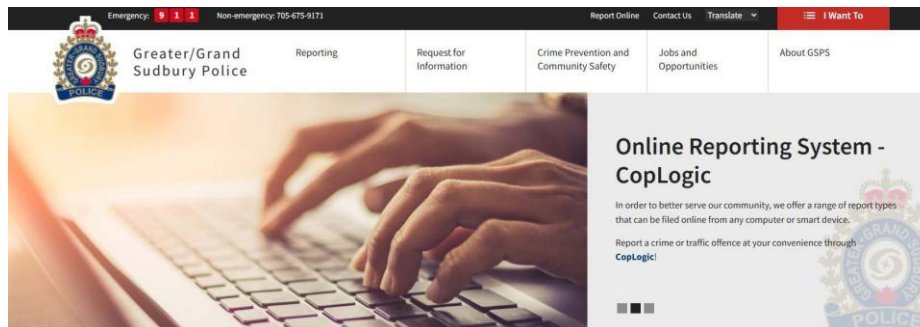 Emergency: 9 1 1 Non-emergency: 705-675-9171 Report Online Contact Us Translate I Want To
Greater/Grand
Sudbury Police
Reporting
Request for
Information
Crime Prevention and
Community Safety
Jobs and
Opportunities
About GSPS
POLICE
Online Reporting System -
CopLogic
In order to better serve our community, we offer a range of report types
that can be filed online from any computer or smart device.
Report a crime or traffic offence at your convenience through
CopLogic!
POLICE